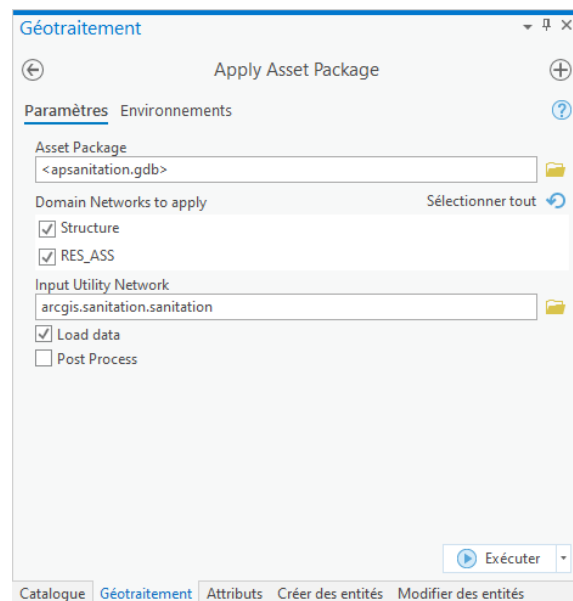 Géotraitement
Apply Asset Package
Paramètres Environnements
Asset Package
<apsanitation.gdb>
Domain Networks to apply Sélectionner tout
Structure
RES_ASS
Input Utility Network
arcgis.sanitation.sanitation
Load data
Post Process
Exécuter
Catalogue Géotraitement Attributs Créer des entités Modifier des entités